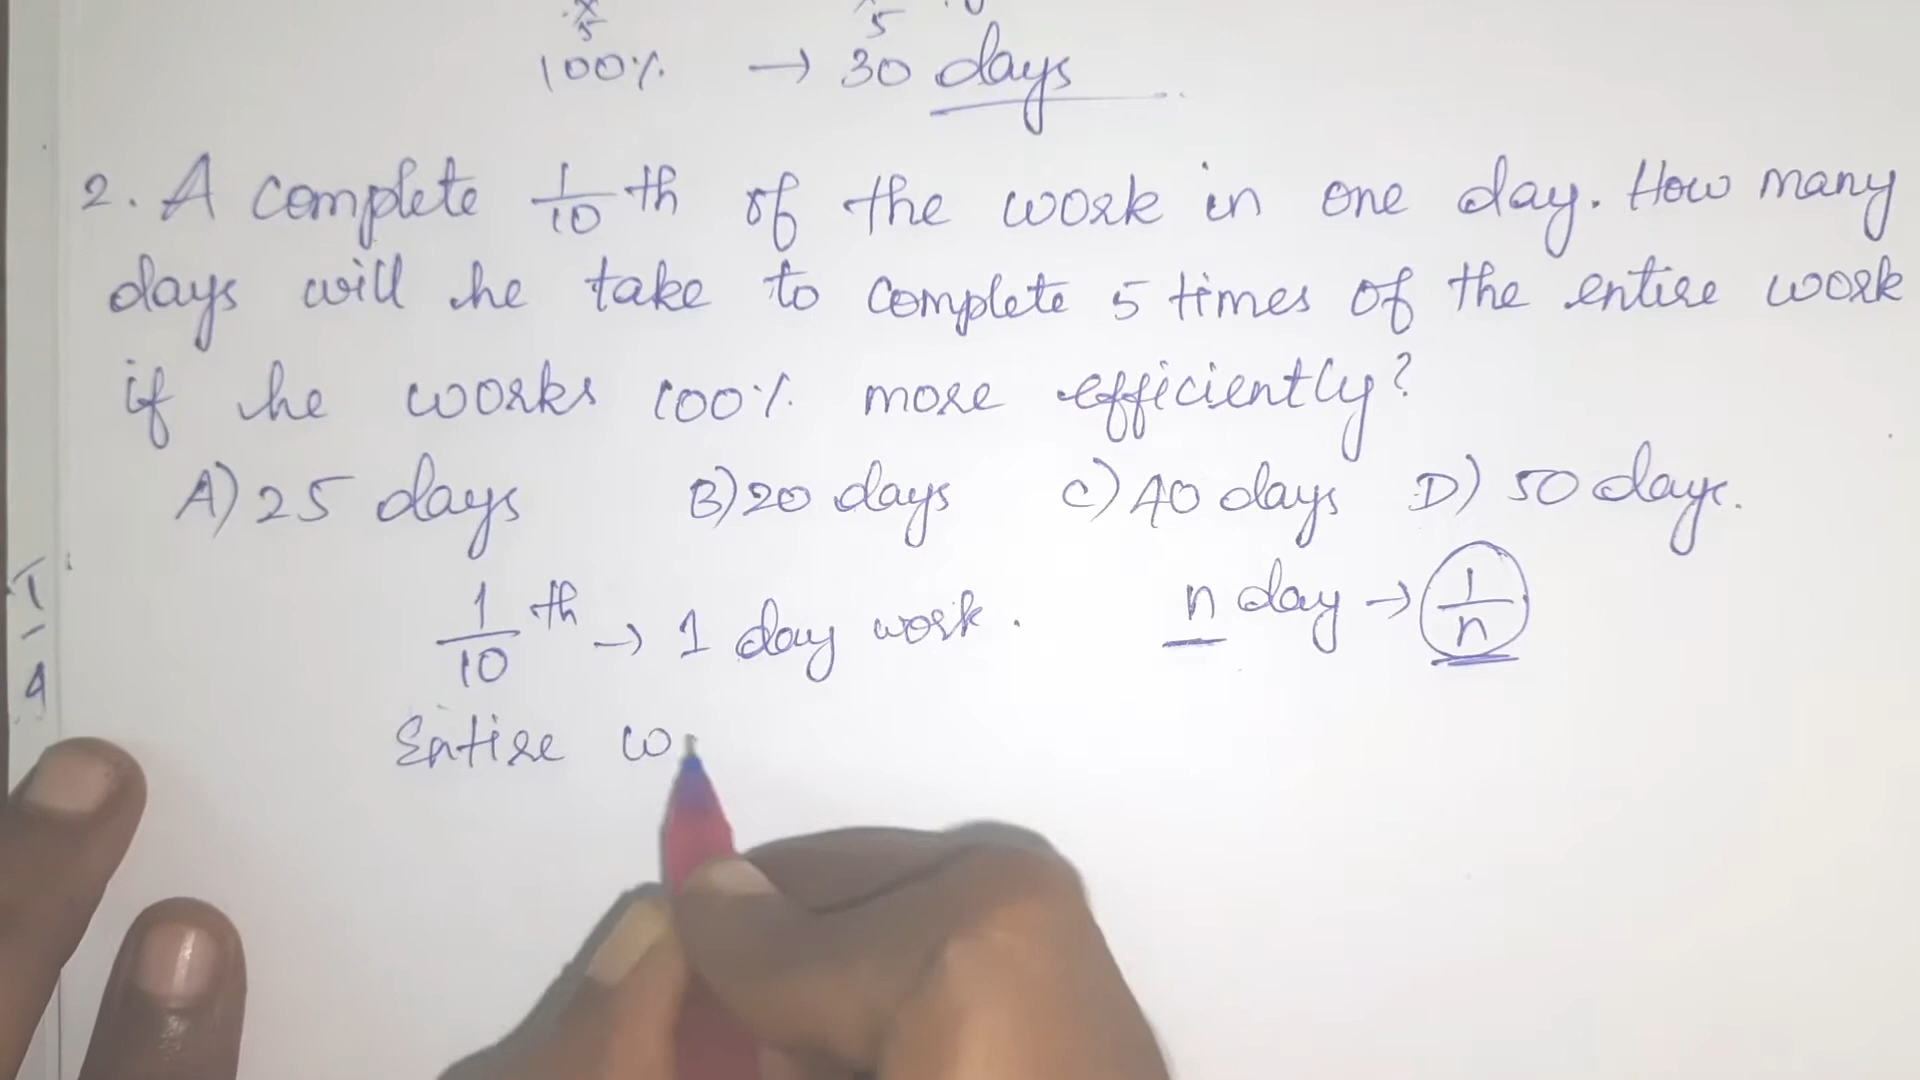 100% → 30 days
2. A complete 1/10 th of the work in one day. How many
days will he take to complete 5 times of the entire work
if he works 100% more efficiently?
A) 25 days B) 20 days C) 40 days D) 50 days.
1/10 th → 1 day work. n day → 1/n
Entire wo